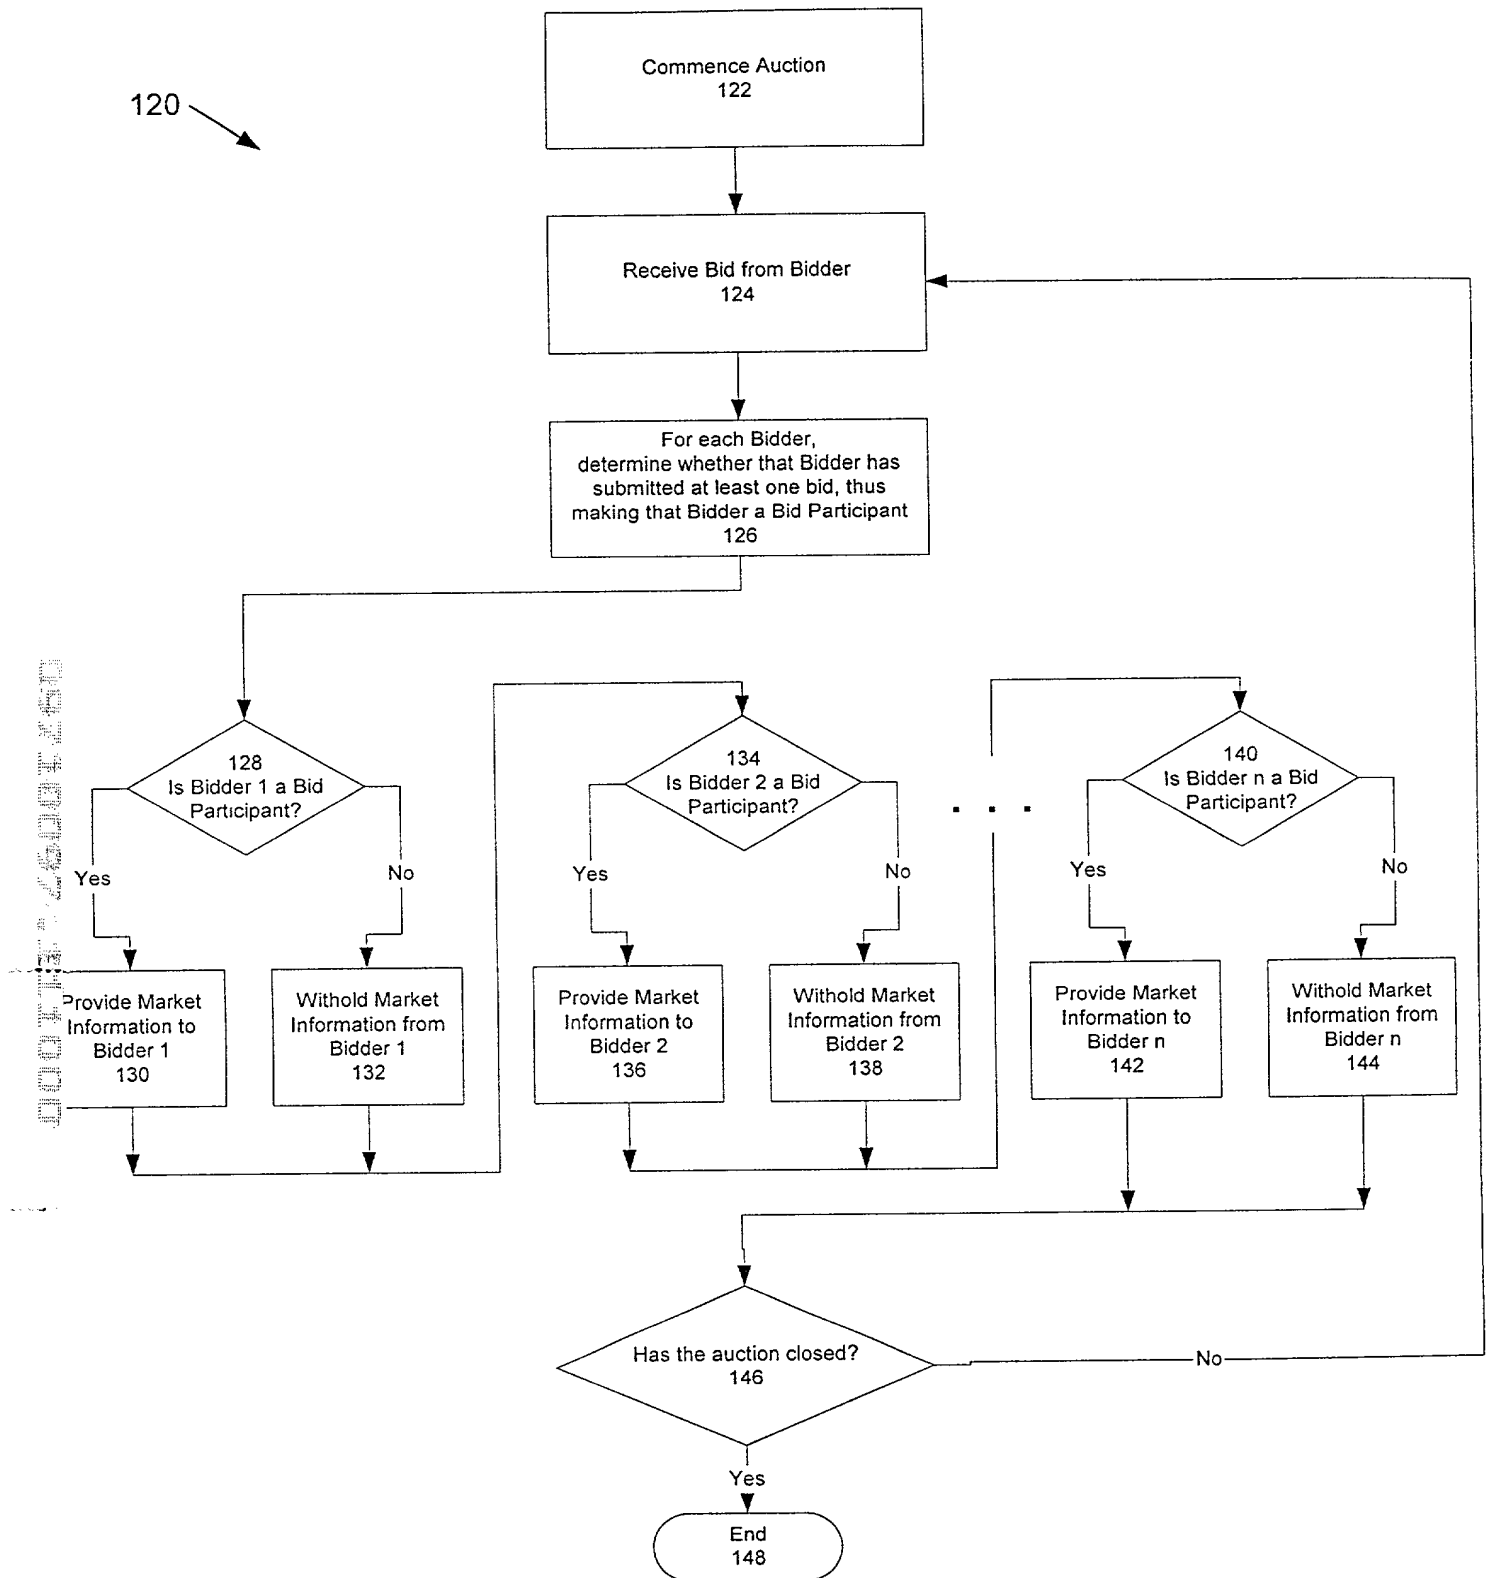 120
Commence Auction
122
Receive Bid from Bidder
124
For each Bidder,
determine whether that Bidder has
submitted at least one bid, thus
making that Bidder a Bid Participant
126
128
Is Bidder 1 a Bid
Participant?
Yes
No
134
Is Bidder 2 a Bid
Participant?
Yes
No
. . .
140
Is Bidder n a Bid
Participant?
Yes
No
Provide Market
Information to
Bidder 1
130
Withold Market
Information from
Bidder 1
132
Provide Market
Information to
Bidder 2
136
Withold Market
Information from
Bidder 2
138
Provide Market
Information to
Bidder n
142
Withold Market
Information from
Bidder n
144
Has the auction closed?
146
No
Yes
End
148